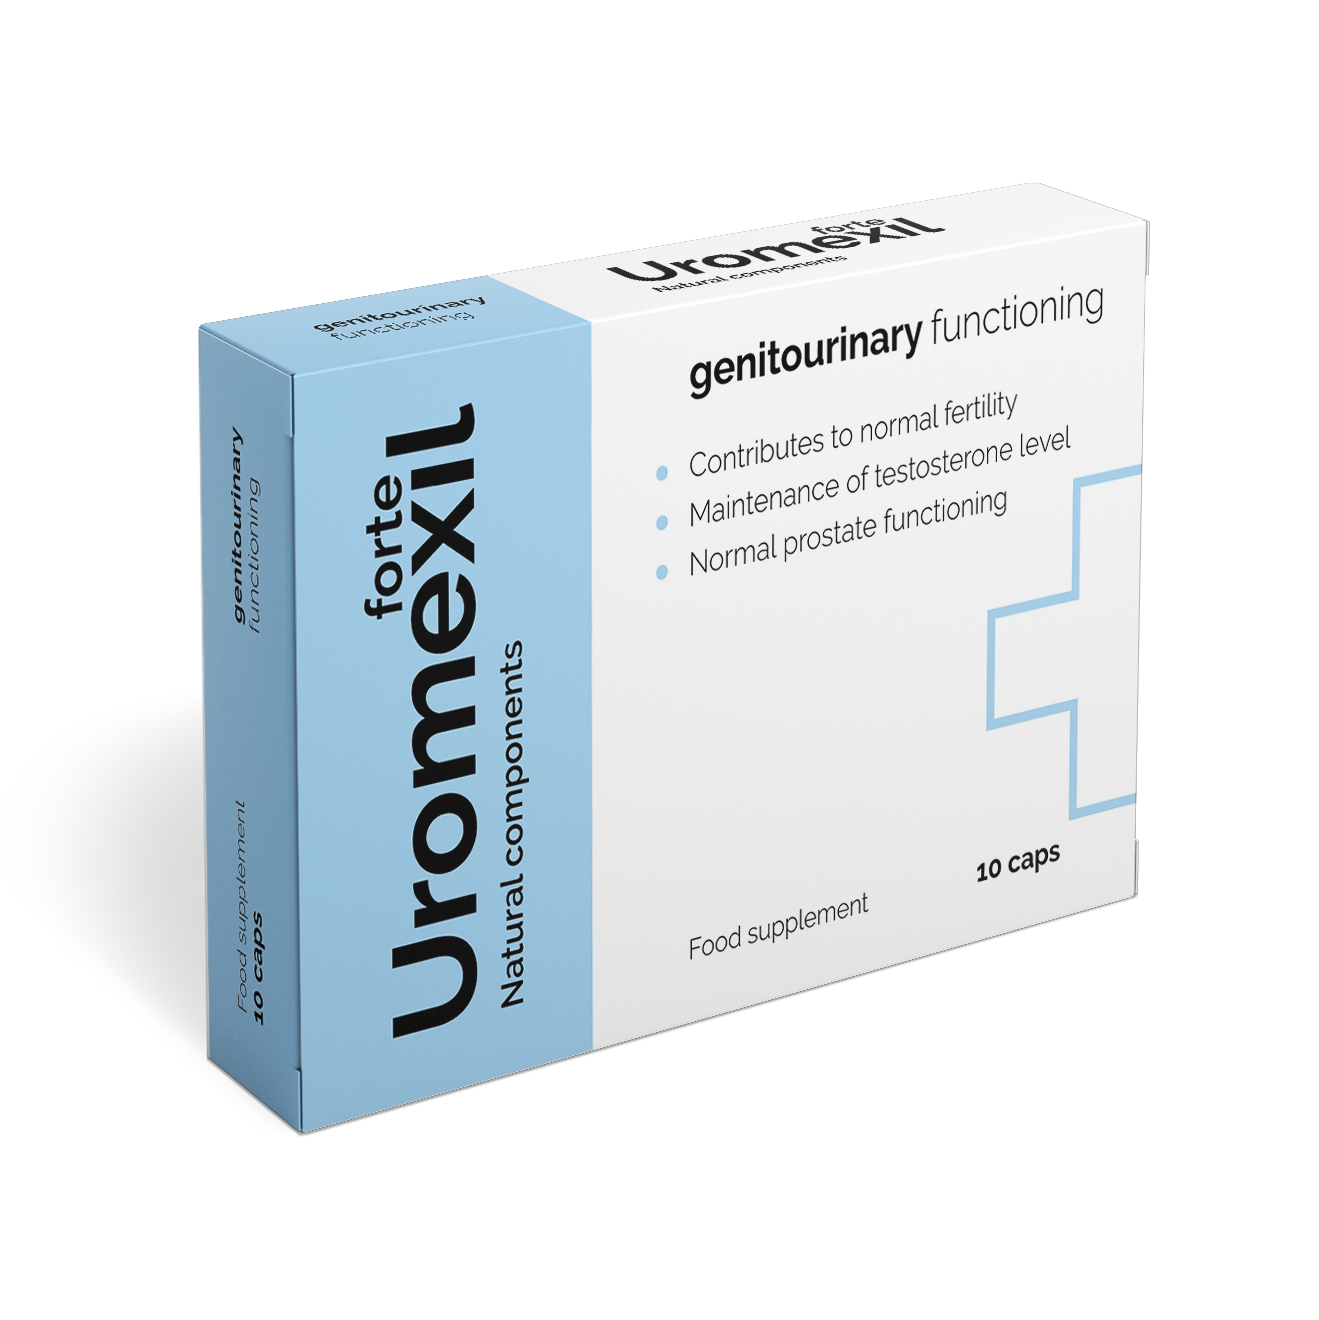 Uromexil
forte
Natural components
genitourinary
functioning
genitourinary
functioning
Food supplement
10 caps
Uromexil
forte
Natural components
genitourinary functioning
Contributes to normal fertility
Maintenance of testosterone level
Normal prostate functioning
10 caps
Food supplement